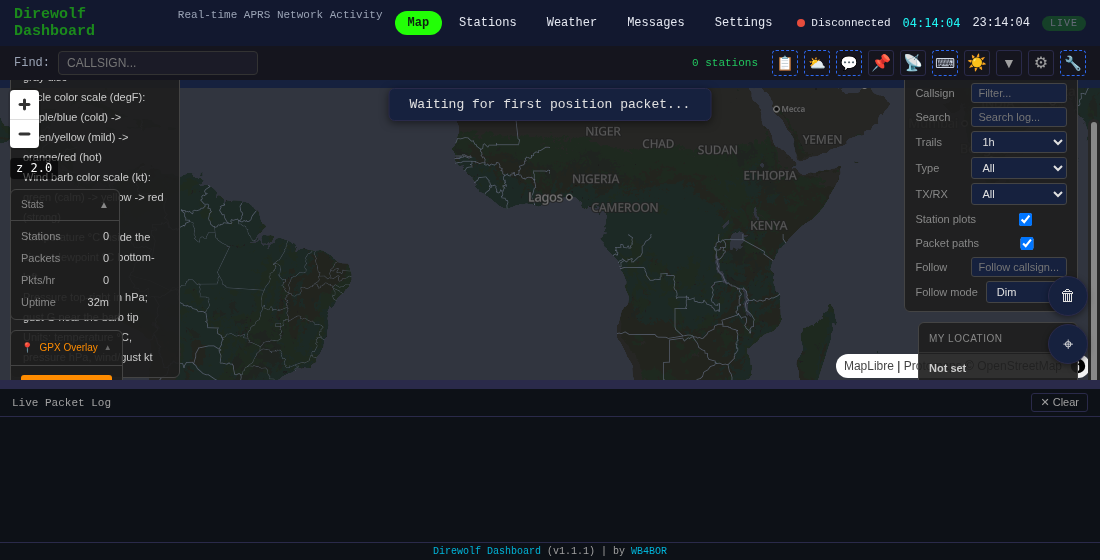 Direwolf Dashboard
Real-time APRS Network Activity
Map
Stations
Weather
Messages
Settings
Disconnected
04:14:04
23:14:04
LIVE
Find:
CALLSIGN...
0 stations
Waiting for first position packet...
z 2.0
color scale (degF):
(cold) ->
(mild) ->
orange/red (hot)
Wind barb color scale (kt):
-> yellow -> red
Stats
Stations 0
Packets 0
Pkts/hr 0
Uptime 32m
GPX Overlay
NIGER
CHAD
SUDAN
NIGERIA
Lagos
CAMEROON
ETHIOPIA
KENYA
YEMEN
Mecca
Callsign
Filter...
Search
Search log...
Trails
1h
Type
All
TX/RX
All
Station plots
Packet paths
Follow
Follow callsign...
Follow mode
Dim
MY LOCATION
Not set
MapLibre |
© OpenStreetMap
Live Packet Log
✕ Clear
Direwolf Dashboard (v1.1.1) | by WB4BOR